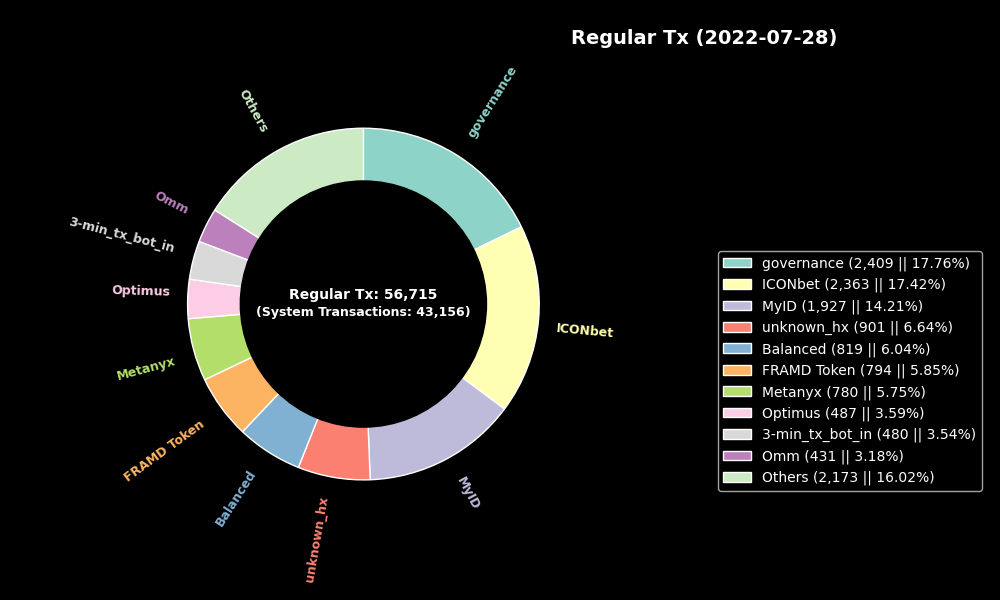 Regular Tx (2022-07-28)
governance
Others
Omm
3-min_tx_bot_in
Optimus
Metanyx
FRAMD Token
Balanced
unknown_hx
MyID
ICONbet
Regular Tx: 56,715
(System Transactions: 43,156)
governance (2,409 || 17.76%)
ICONbet (2,363 || 17.42%)
MyID (1,927 || 14.21%)
unknown_hx (901 || 6.64%)
Balanced (819 || 6.04%)
FRAMD Token (794 || 5.85%)
Metanyx (780 || 5.75%)
Optimus (487 || 3.59%)
3-min_tx_bot_in (480 || 3.54%)
Omm (431 || 3.18%)
Others (2,173 || 16.02%)